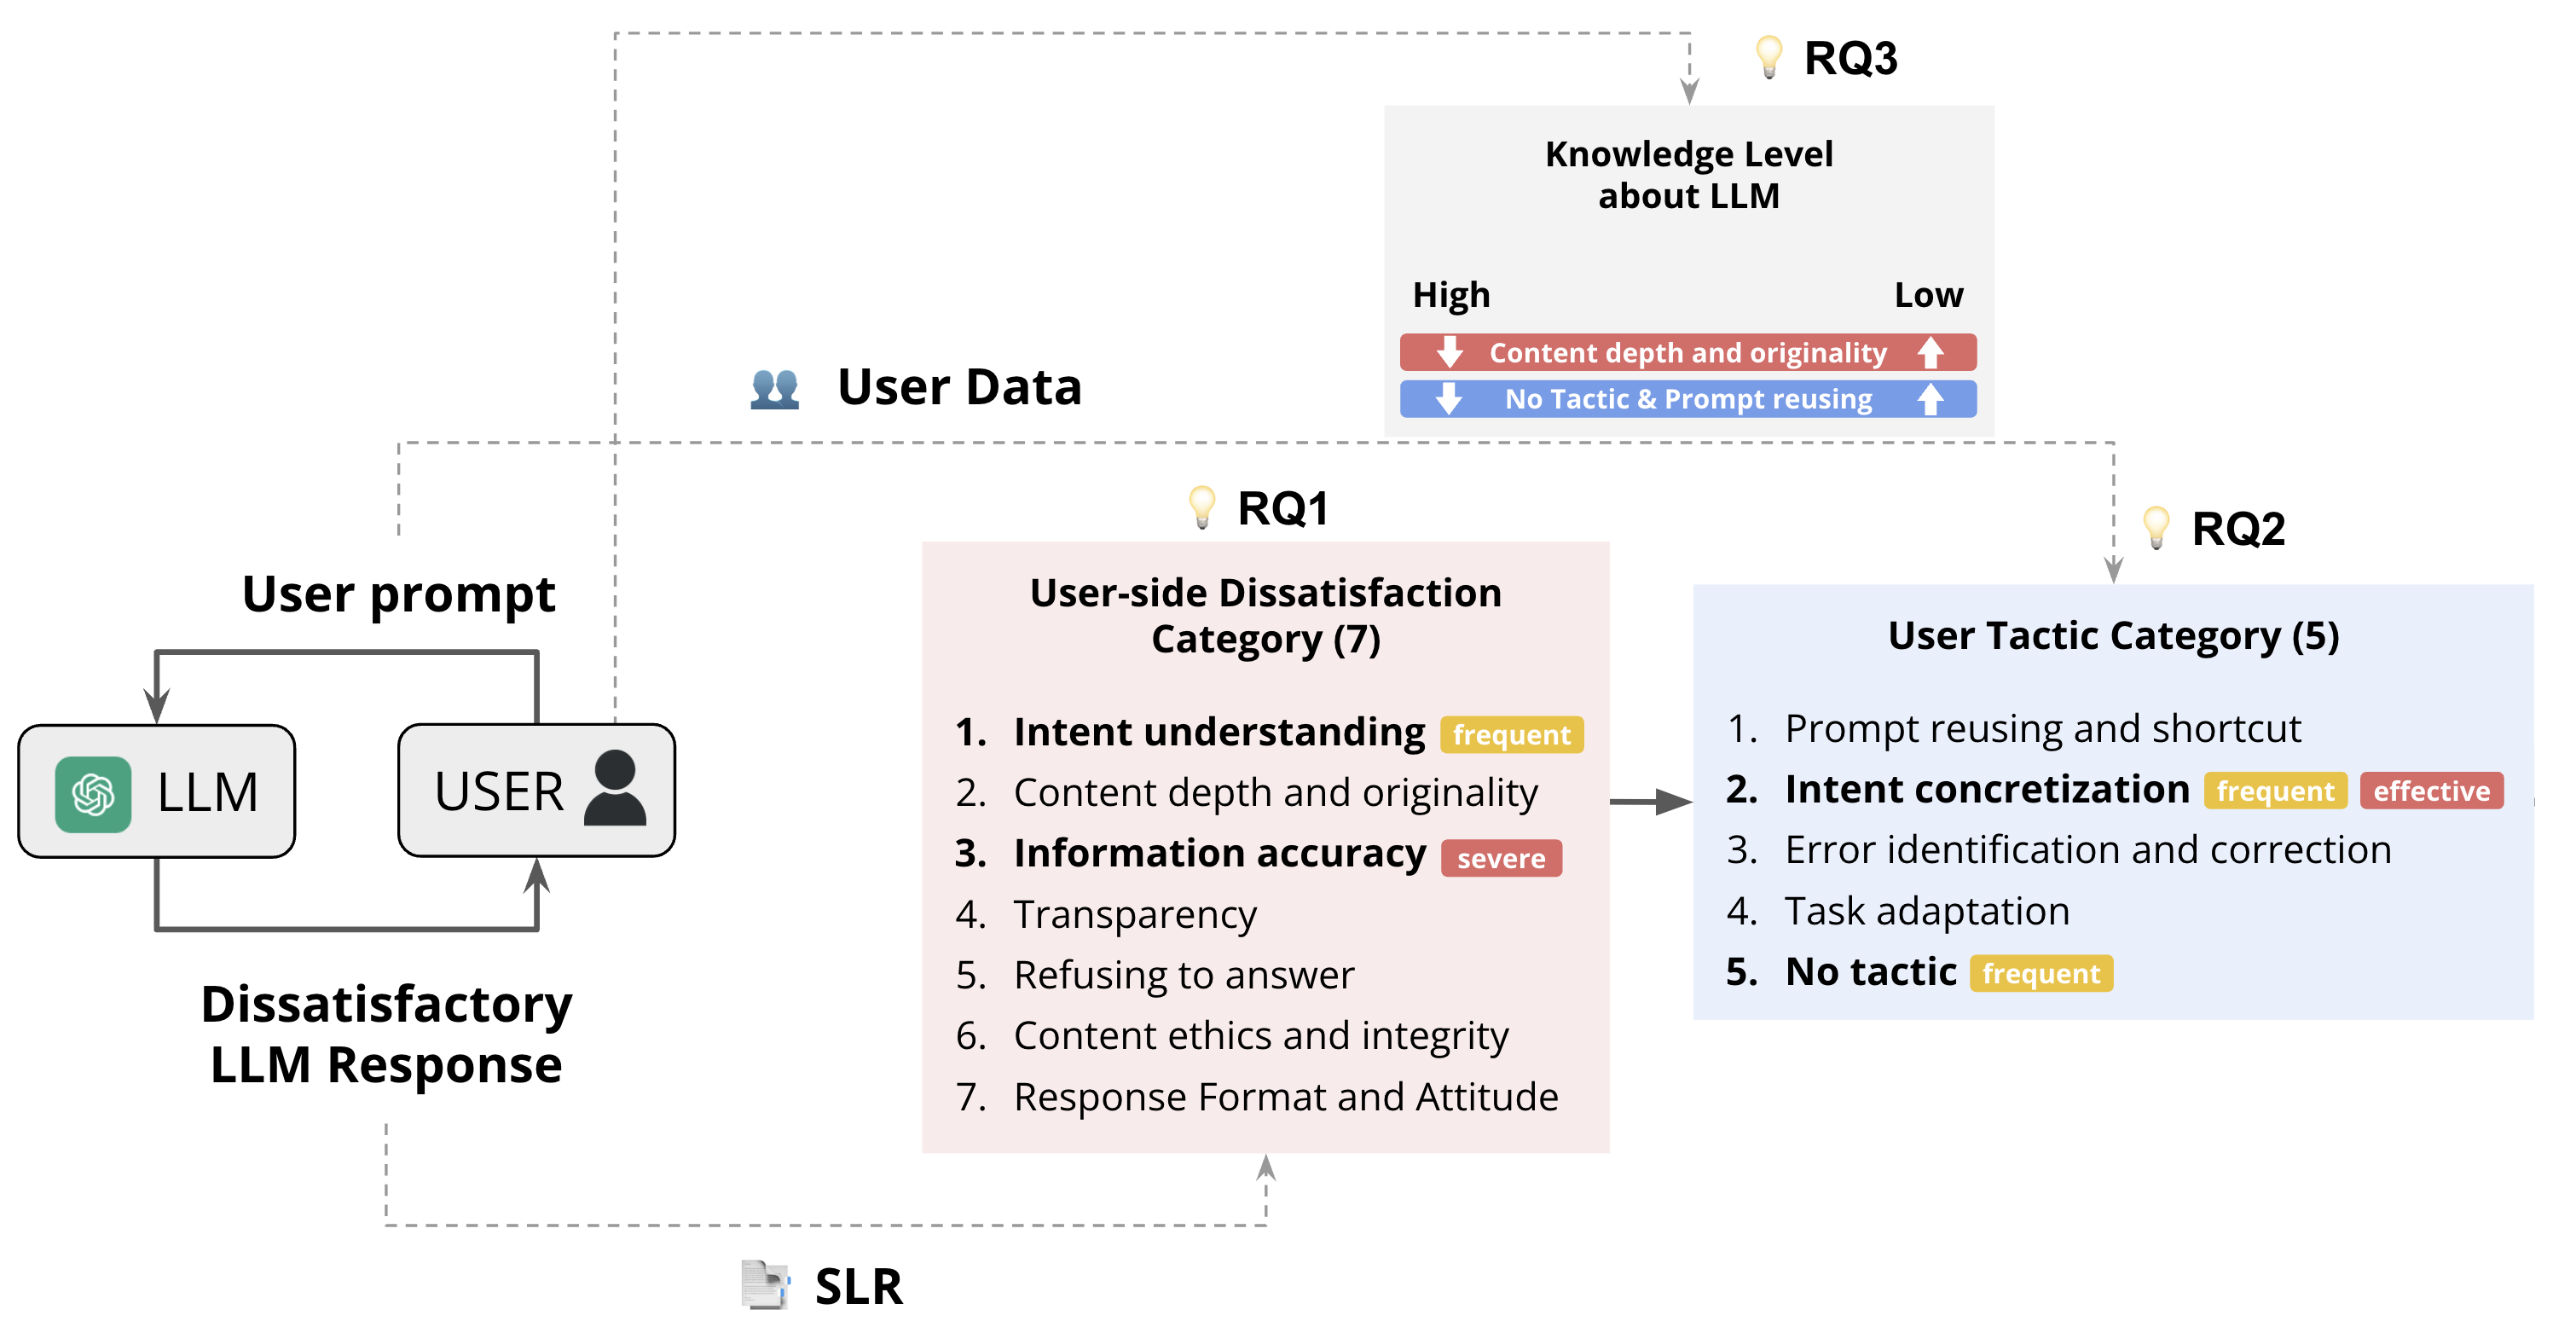 RQ3
Knowledge Level
about LLM
High Low
Content depth and originality
No Tactic & Prompt reusing
User Data
RQ1
RQ2
User prompt
LLM
USER
Dissatisfactory
LLM Response
User-side Dissatisfaction
Category (7)
1. Intent understanding frequent
2. Content depth and originality
3. Information accuracy severe
4. Transparency
5. Refusing to answer
6. Content ethics and integrity
7. Response Format and Attitude
User Tactic Category (5)
1. Prompt reusing and shortcut
2. Intent concretization frequent effective
3. Error identification and correction
4. Task adaptation
5. No tactic frequent
SLR